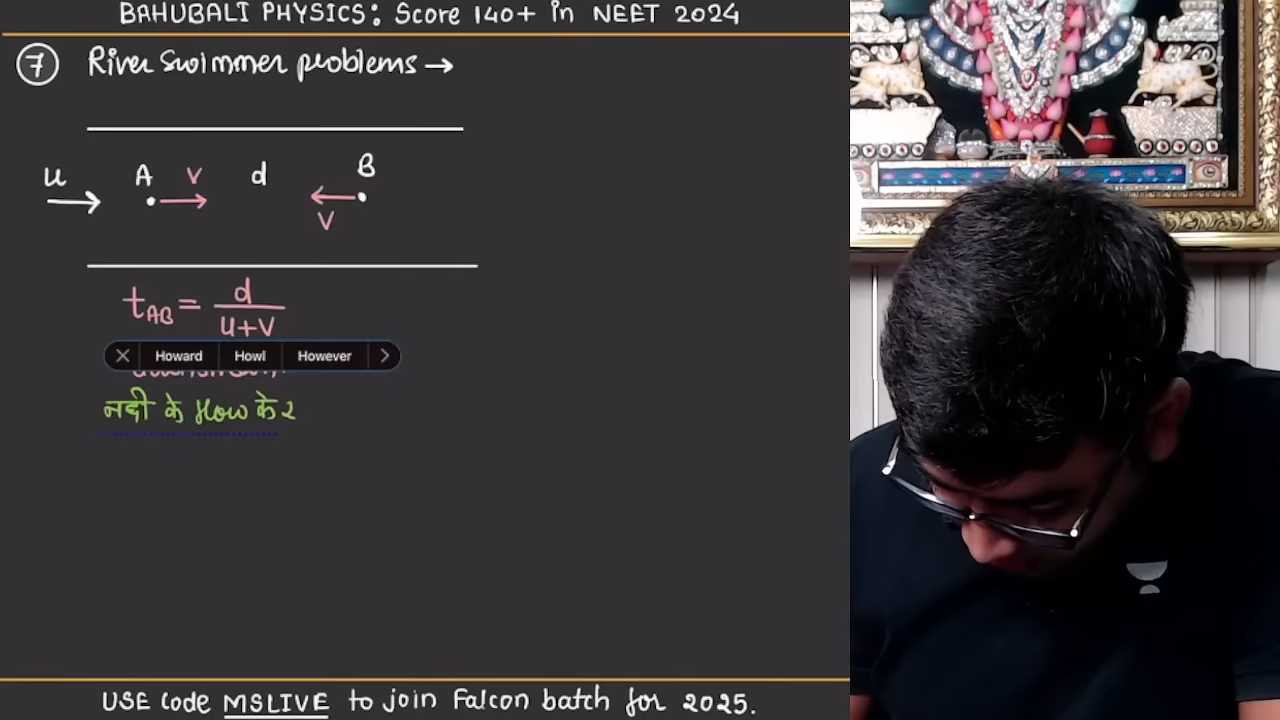 BAHUBALI PHYSICS: Score 140+ in NEET 2024
7 River swimmer problems →
u → A v → d B
← v
t_AB = d / (u+v)
Howard Howl However
नदी के flow के
USE Code MSLIVE to join Falcon batch for 2025.